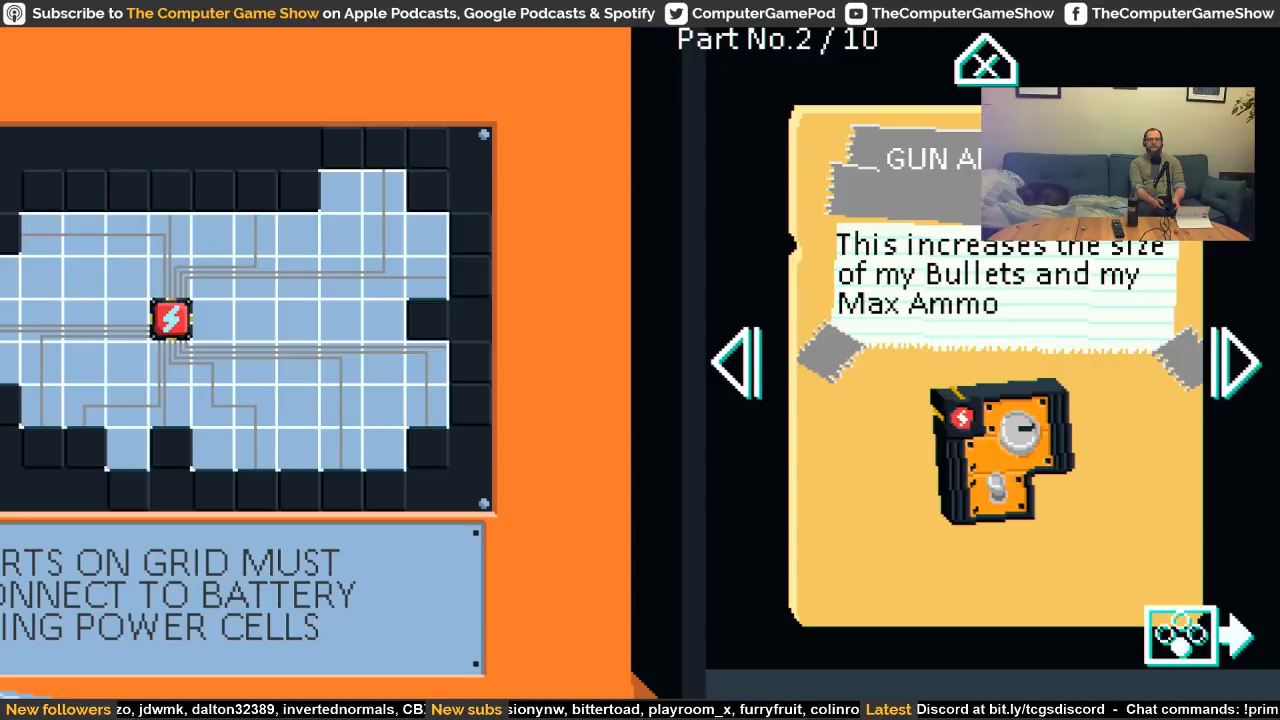 Subscribe to The Computer Game Show on Apple Podcasts, Google Podcasts & Spotify ComputerGamePod TheComputerGameShow TheComputerGameShow
Part No.2 / 10
GUN
This increases the size
of my Bullets and my
Max Ammo
RTS ON GRID MUST
NNECT TO BATTERY
ING POWER CELLS
New followers zo, jdwmk, dalton32389, invertednormals, New subs sionynw, bittertoad, playroom_x, furryfruit, colinro Latest Discord at bit.ly/tcgsdiscord - Chat commands: !prim